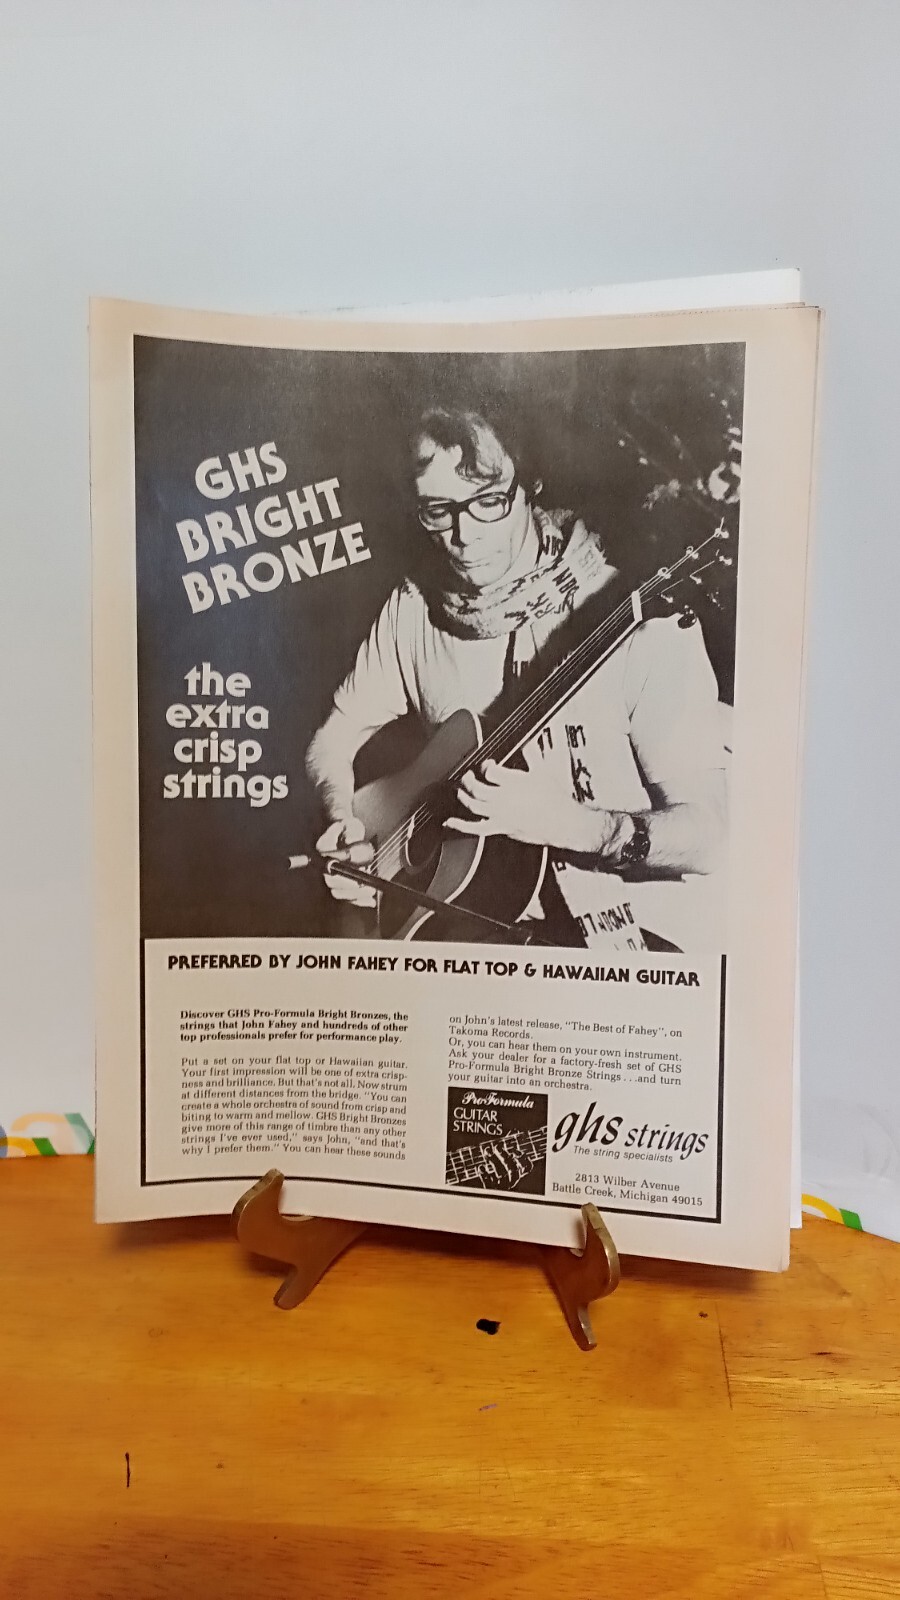 GHS
BRIGHT
BRONZE
the
extra
crisp
strings
PREFERRED BY JOHN FAHEY FOR FLAT TOP & HAWAIIAN GUITAR
Discover GHS Pro-Formula Bright Bronzes, the
strings that John Fahey and hundreds of other
top professionals prefer for performance play.
Put a set on your flat top or Hawaiian guitar.
Your first impression will be one of extra crisp-
ness and brilliance. But that's not all. Now strum
at different distances from the bridge. "You can
create a whole orchestra of sound from crisp and
biting to warm and mellow. GHS Bright Bronzes
give more of this range of timbre than any other
strings I've ever used," says John, "and that's
why I prefer them." You can hear these sounds
on John's latest release, "The Best of Fahey", on
Takoma Records.
Or, you can hear them on your own instrument.
Ask your dealer for a factory-fresh set of GHS
Pro-Formula Bright Bronze Strings...and turn
your guitar into an orchestra.
Pro-Formula
GUITAR
STRINGS
ghs strings
The string specialists
2813 Wilber Avenue
Battle Creek, Michigan 49015